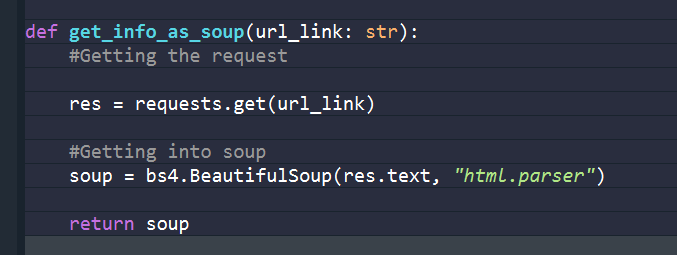 def get_info_as_soup(url_link: str):
    #Getting the request
    res = requests.get(url_link)
    #Getting into soup
    soup = bs4.BeautifulSoup(res.text, "html.parser")
    return soup